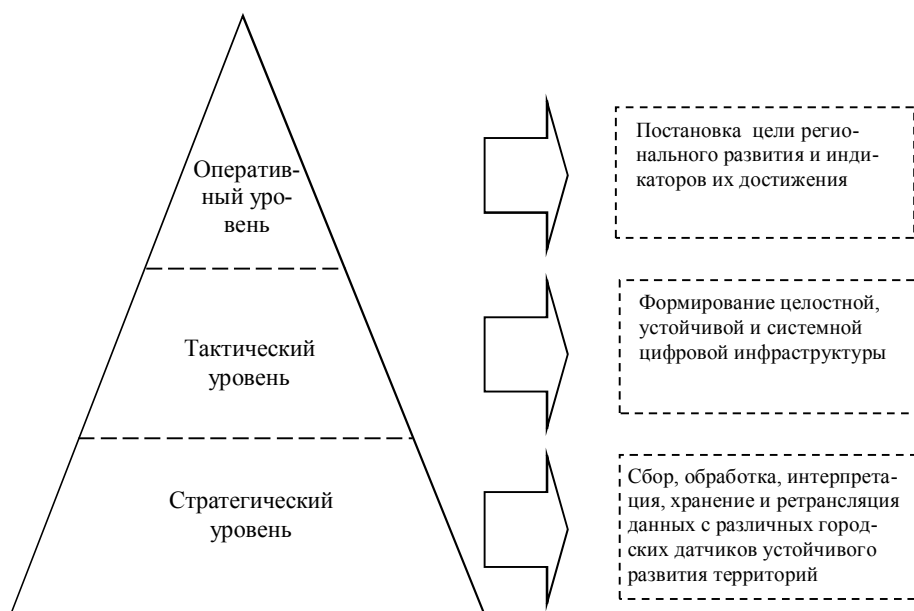 Оператив-
ный уро-
вень
Постановка цели регио-
нального развития и инди-
каторов их достижения
Тактический
уровень
Формирование целостной,
устойчивой и системной
цифровой инфраструктуры
Стратегический
уровень
Сбор, обработка, интерпрета-
ция, хранение и ретрансляция
данных с различных город-
ских датчиков устойчивого
развития территорий